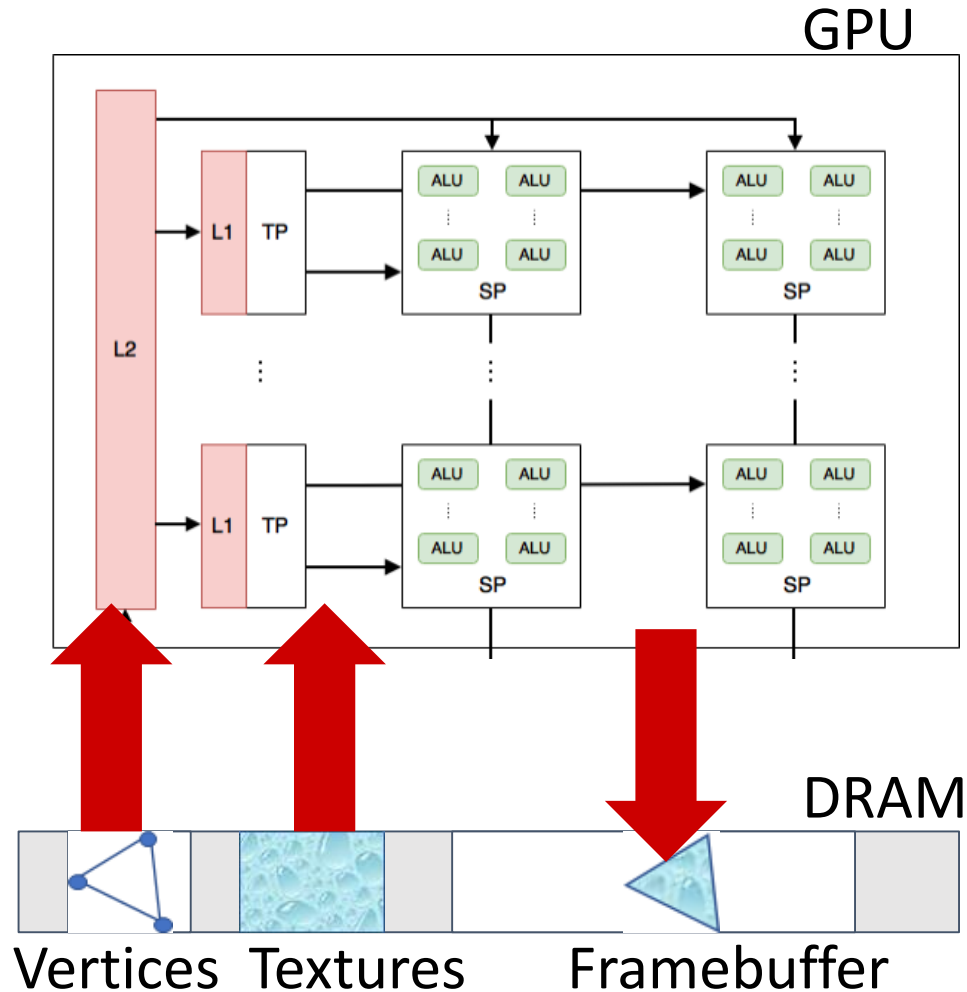 GPU
ALU ALU ALU ALU
L1 TP
ALU ALU ALU ALU
SP SP
L2
ALU ALU ALU ALU
L1 TP
ALU ALU ALU ALU
SP SP
DRAM
Vertices Textures Framebuffer